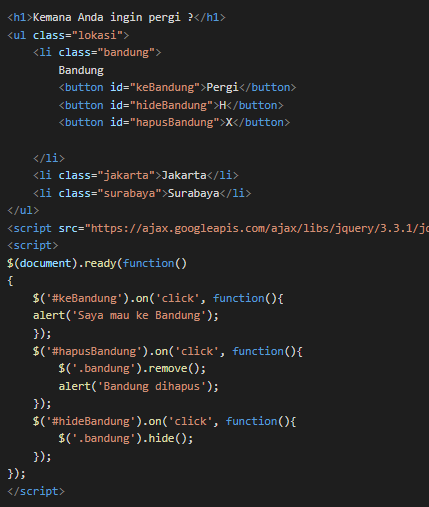 <h1>Kemana Anda ingin pergi ?</h1>
<ul class="lokasi">
    <li class="bandung">
        Bandung
        <button id="keBandung">Pergi</button>
        <button id="hideBandung">H</button>
        <button id="hapusBandung">X</button>

    </li>
    <li class="jakarta">Jakarta</li>
    <li class="surabaya">Surabaya</li>
</ul>
<script src="https://ajax.googleapis.com/ajax/libs/jquery/3.3.1/
<script>
$(document).ready(function()
{
    $('#keBandung').on('click', function(){
    alert('Saya mau ke Bandung');
    });
    $('#hapusBandung').on('click', function(){
        $('.bandung').remove();
        alert('Bandung dihapus');
    });
    $('#hideBandung').on('click', function(){
        $('.bandung').hide();
    });
});
</script>